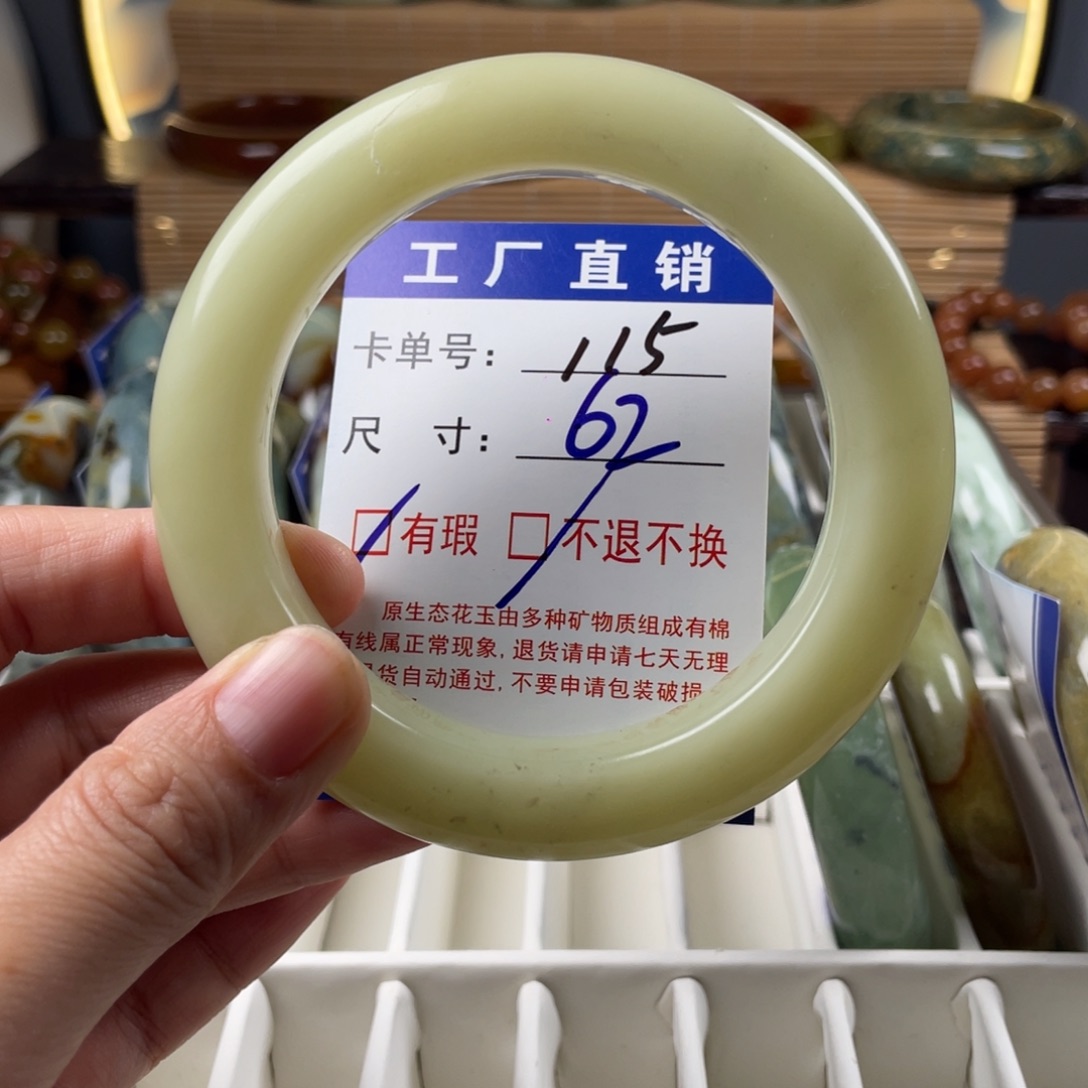 工厂直销
卡单号：115
尺 寸：62
有瑕 不退不换
原生态花玉由多种矿物质组成有棉
有线属正常现象，退货请申请七天无理
货自动通过，不要申请包装破损